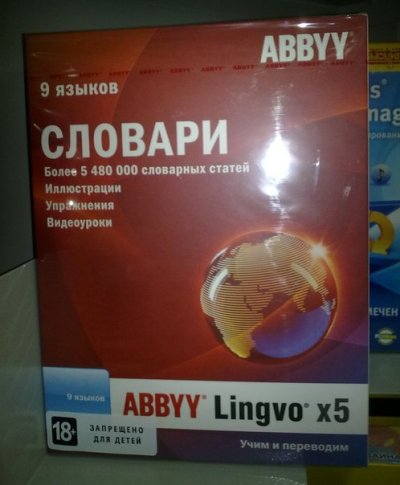 ABBYY®
9 языков
СЛОВАРИ
Более 5 480 000 словарных статей
Иллюстрации
Упражнения
Видеоуроки
9 языков
ABBYY® Lingvo® x5
18+
ЗАПРЕЩЕНО
ДЛЯ ДЕТЕЙ
Учим и переводим